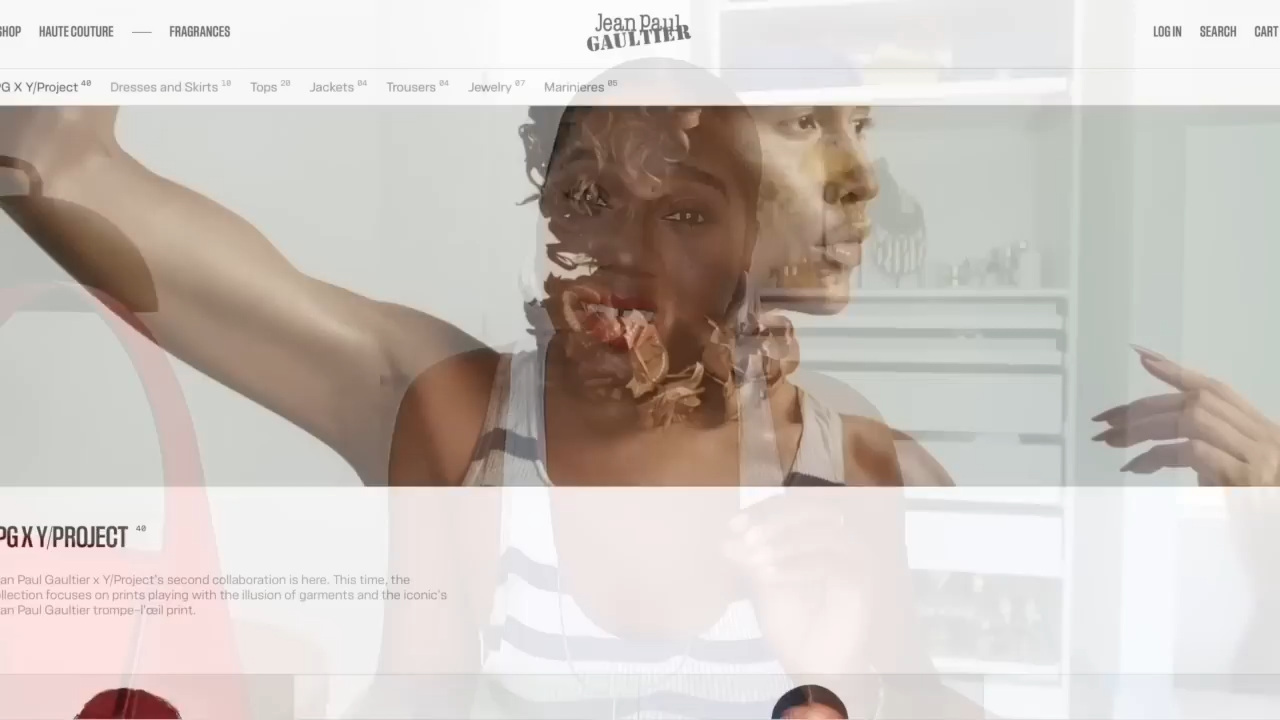 SHOP HAUTE COUTURE FRAGRANCES Jean Paul GAULTIER LOG IN SEARCH CART
PG X Y/Project 40 Dresses and Skirts 10 Tops 20 Jackets 04 Trousers 04 Jewelry 07 Marinieres 05
PG X Y/PROJECT 40
an Paul Gaultier x Y/Project's second collaboration is here. This time, the
ollection focuses on prints playing with the illusion of garments and the iconic's
an Paul Gaultier trompe-l'œil print.